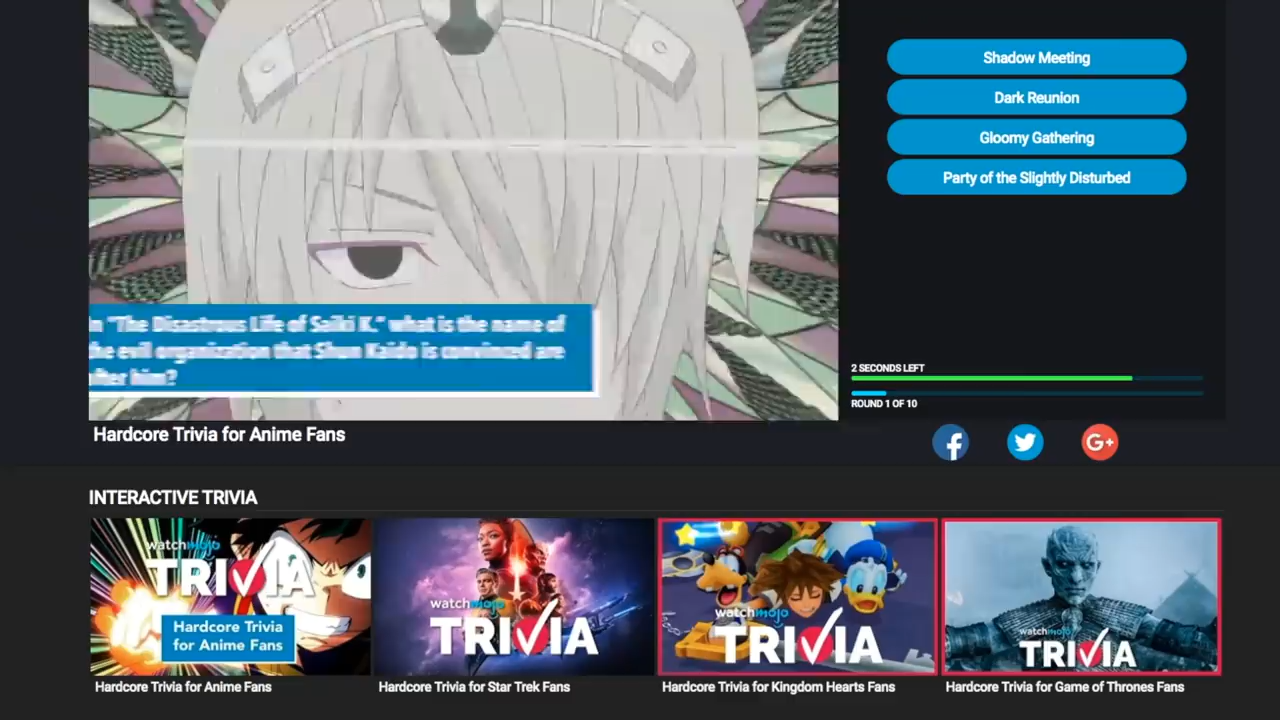 Shadow Meeting
Dark Reunion
Gloomy Gathering
Party of the Slightly Disturbed
In "The Disastrous Life of Saiki K." what is the name of
the evil organization that Shun Kaido is convinced are
after him?
2 SECONDS LEFT
ROUND 1 OF 10
Hardcore Trivia for Anime Fans
f
G+
INTERACTIVE TRIVIA
watchmojo
TRIVIA
Hardcore Trivia
for Anime Fans
watchmojo
TRIVIA
watchmojo
TRIVIA
watchmojo
TRIVIA
Hardcore Trivia for Anime Fans
Hardcore Trivia for Star Trek Fans
Hardcore Trivia for Kingdom Hearts Fans
Hardcore Trivia for Game of Thrones Fans